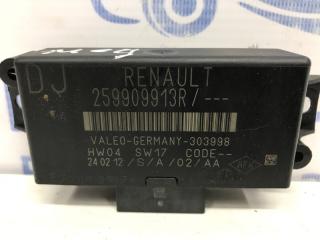 DJ RENAULT
259909913R/---
VALEO-GERMANY-303998
HW04 SW17 CODE--
24 02 12 /S/A/02/AA